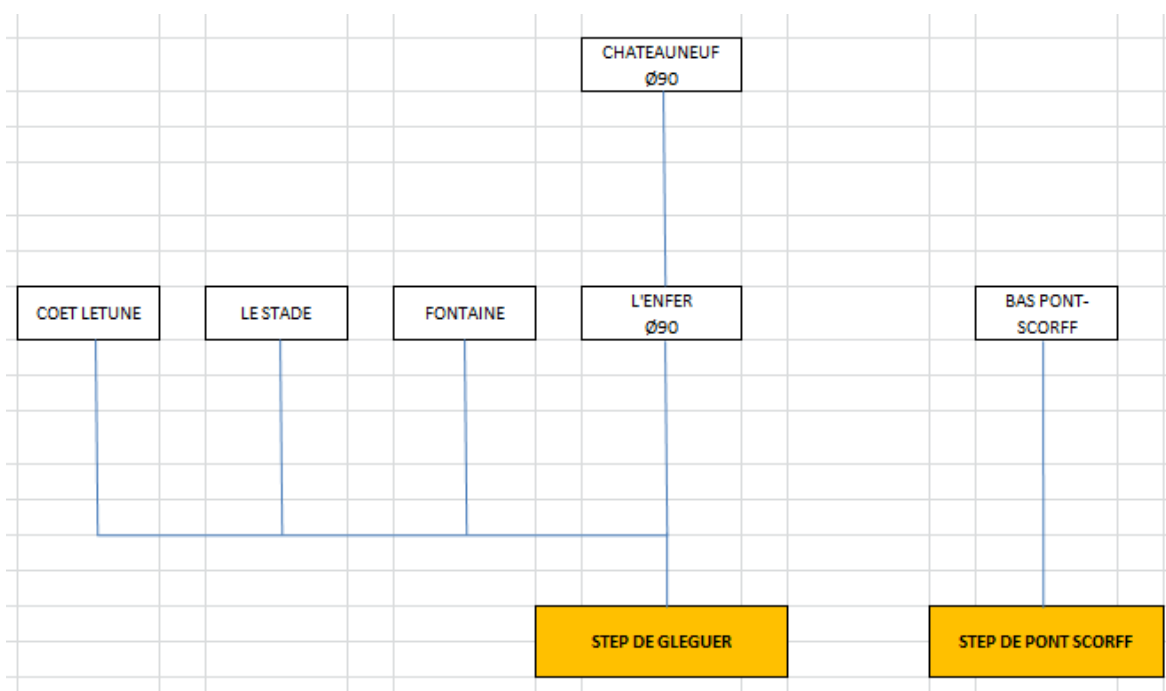 CHATEAUNEUF
Ø90
COET LETUNE
LE STADE
FONTAINE
L'ENFER
Ø90
BAS PONT-
SCORFF
STEP DE GLEGUER
STEP DE PONT SCORFF